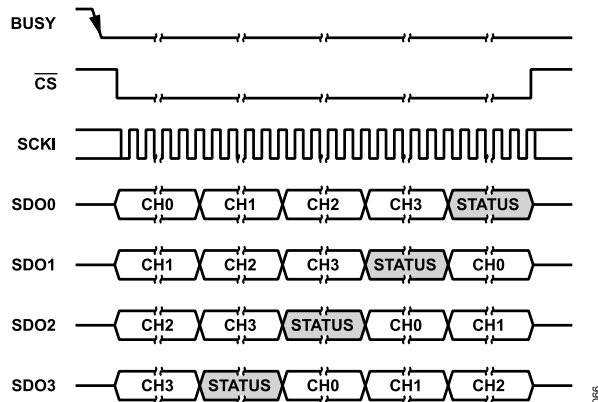 BUSY
CS
SCKI
SDO0 CH0 CH1 CH2 CH3 STATUS
SDO1 CH1 CH2 CH3 STATUS CH0
SDO2 CH2 CH3 STATUS CH0 CH1
SDO3 CH3 STATUS CH0 CH1 CH2
066